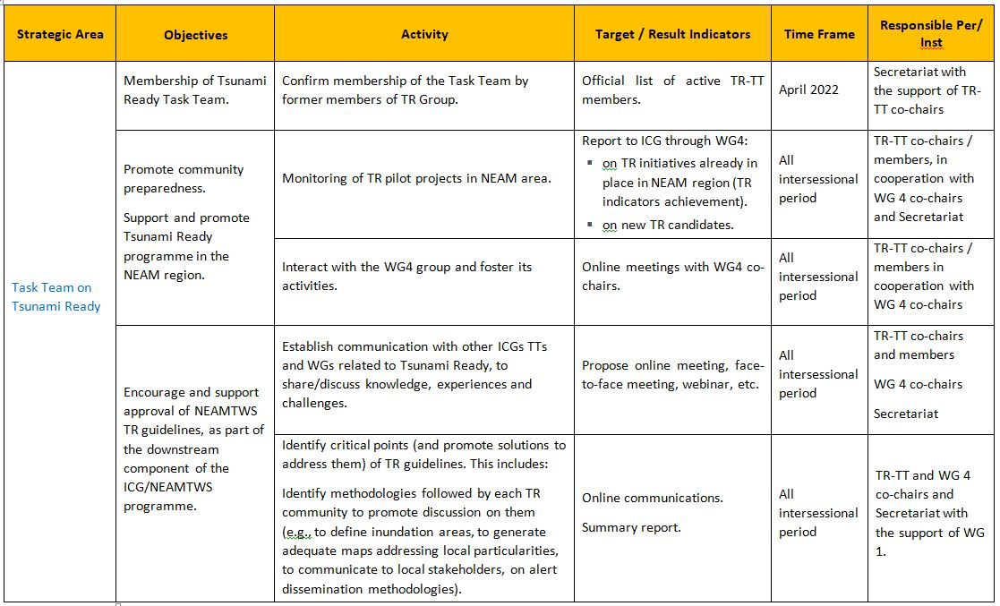 Strategic Area
Objectives
Activity
Target / Result Indicators
Time Frame
Responsible Per/
Inst
Task Team on
Tsunami Ready
Membership of Tsunami
Ready Task Team.
Confirm membership of the Task Team by
former members of TR Group.
Official list of active TR-TT
members.
April 2022
Secretariat with
the support of TR-
TT co-chairs
Promote community
preparedness.
Support and promote
Tsunami Ready
programme in the
NEAM region.
Monitoring of TR pilot projects in NEAM area.
Report to ICG through WG4:
▪ on TR initiatives already in
place in NEAM region (TR
indicators achievement).
▪ on new TR candidates.
All
intersessional
period
TR-TT co-chairs /
members, in
cooperation with
WG 4 co-chairs
and Secretariat
Interact with the WG4 group and foster its
activities.
Online meetings with WG4 co-
chairs.
All
intersessional
period
TR-TT co-chairs /
members in
cooperation with
WG 4 co-chairs
Encourage and support
approval of NEAMTWS
TR guidelines, as part of
the downstream
component of the
ICG/NEAMTWS
programme.
Establish communication with other ICGs TTs
and WGs related to Tsunami Ready, to
share/discuss knowledge, experiences and
challenges.
Propose online meeting, face-
to-face meeting, webinar, etc.
All
intersessional
period
TR-TT co-chairs
and members
WG 4 co-chairs
Secretariat
Identify critical points (and promote solutions to
address them) of TR guidelines. This includes:
Identify methodologies followed by each TR
community to promote discussion on them
(e.g., to define inundation areas, to generate
adequate maps addressing local particularities,
to communicate to local stakeholders, on alert
dissemination methodologies).
Online communications.
Summary report.
All
intersessional
period
TR-TT and WG 4
co-chairs and
Secretariat with
the support of WG
1.